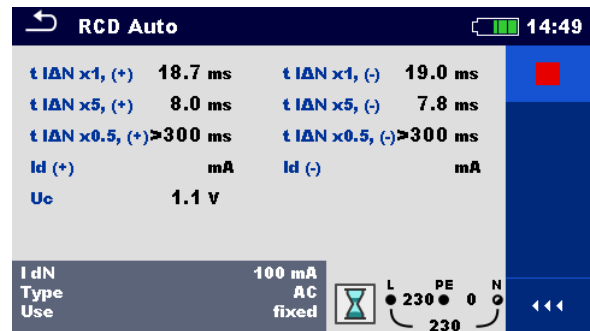 RCD Auto 14:49
t IΔN x1, (+) 18.7 ms t IΔN x1, (-) 19.0 ms
t IΔN x5, (+) 8.0 ms t IΔN x5, (-) 7.8 ms
t IΔN x0.5, (+) >300 ms t IΔN x0.5, (-) >300 ms
Id (+) mA Id (-) mA
Uc 1.1 V
I dN 100 mA
Type AC
Use fixed
L PE N
230 0
230